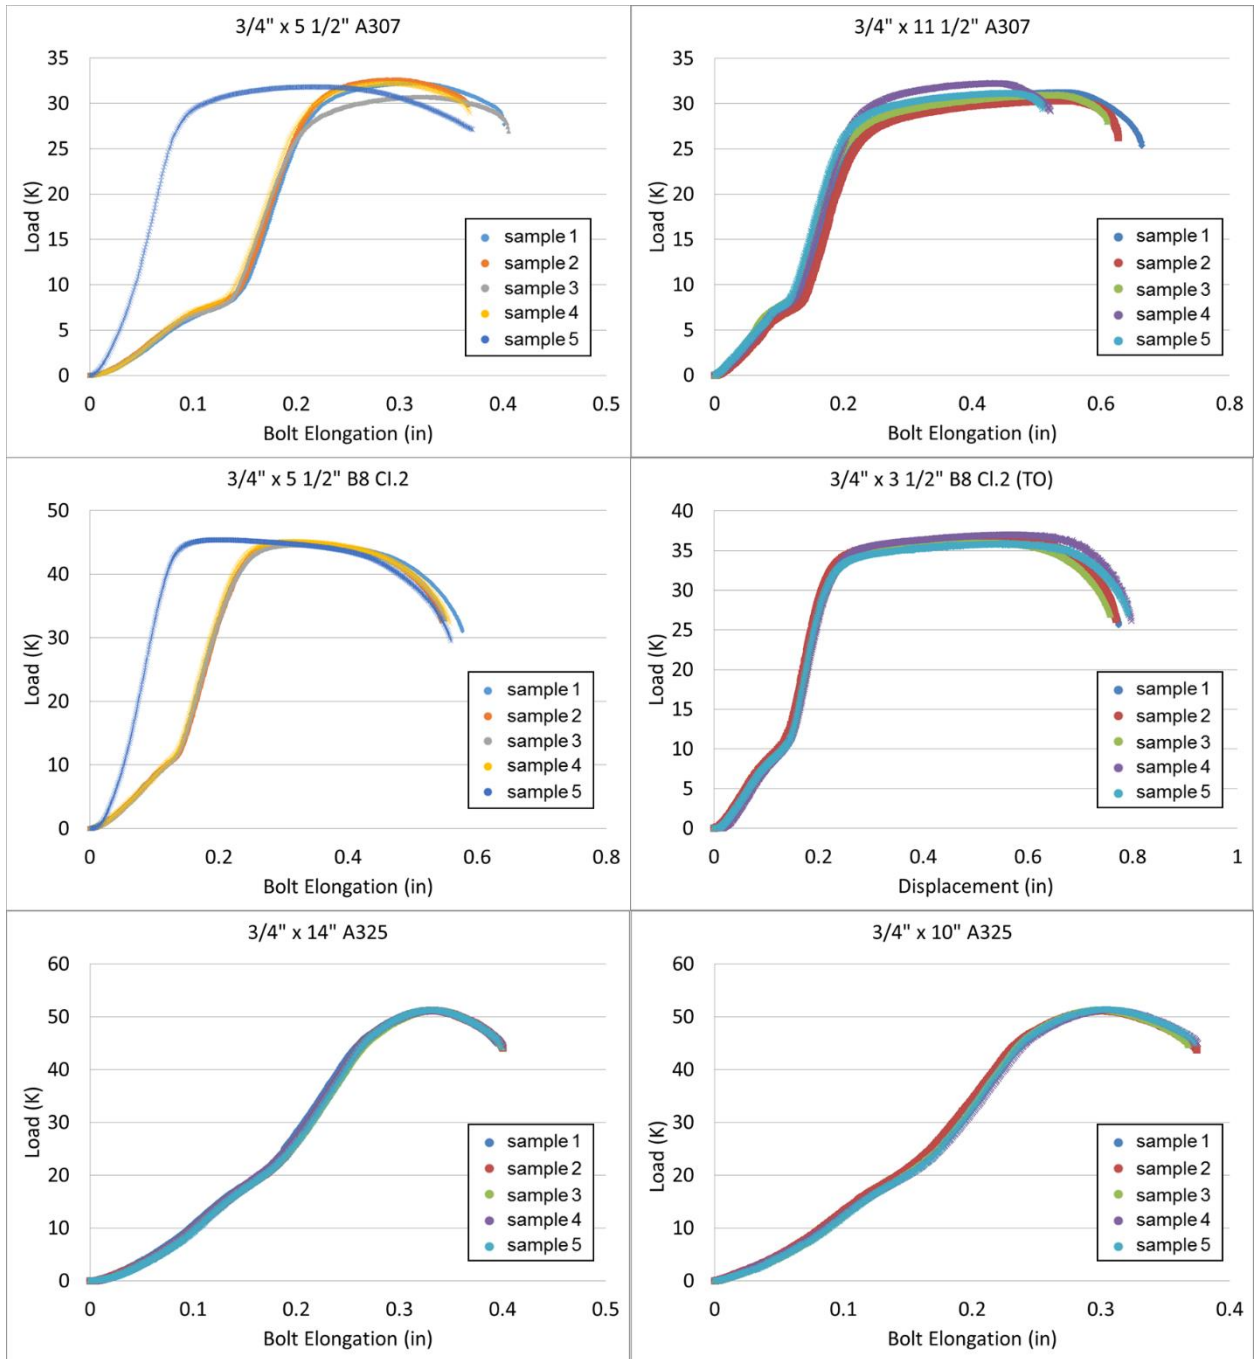 3/4" x 5 1/2" A307
35
30
25
20
15
10
5
0
Load (K)
sample 1
sample 2
sample 3
sample 4
sample 5
0 0.1 0.2 0.3 0.4 0.5
Bolt Elongation (in)
3/4" x 11 1/2" A307
35
30
25
20
15
10
5
0
Load (K)
sample 1
sample 2
sample 3
sample 4
sample 5
0 0.2 0.4 0.6 0.8
Bolt Elongation (in)
3/4" x 5 1/2" B8 Cl.2
50
40
30
20
10
0
Load (K)
sample 1
sample 2
sample 3
sample 4
sample 5
0 0.2 0.4 0.6 0.8
Bolt Elongation (in)
3/4" x 3 1/2" B8 Cl.2 (TO)
40
35
30
25
20
15
10
5
0
Load (K)
sample 1
sample 2
sample 3
sample 4
sample 5
0 0.2 0.4 0.6 0.8 1
Displacement (in)
3/4" x 14" A325
60
50
40
30
20
10
0
Load (K)
sample 1
sample 2
sample 3
sample 4
sample 5
0 0.1 0.2 0.3 0.4 0.5
Bolt Elongation (in)
3/4" x 10" A325
60
50
40
30
20
10
0
Load (K)
sample 1
sample 2
sample 3
sample 4
sample 5
0 0.1 0.2 0.3 0.4
Bolt Elongation (in)